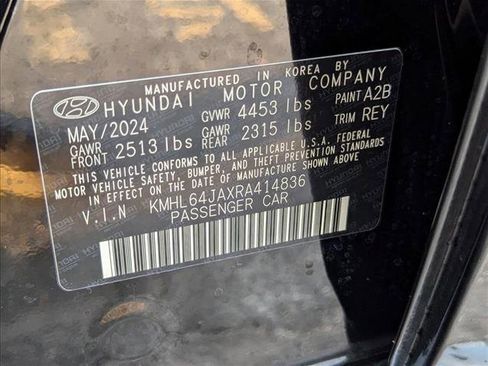 MANUFACTURED IN KOREA BY
HYUNDAI MOTOR COMPANY
MAY/2024 GVWR 4453 lbs PAINT A2B
GAWR FRONT 2513 lbs GAWR REAR 2315 lbs TRIM REY
THIS VEHICLE CONFORMS TO ALL APPLICABLE U.S.A. FEDERAL
MOTOR VEHICLE SAFETY, BUMPER, AND THEFT PREVENTION STANDARDS
IN EFFECT ON THE DATE OF MANUFACTURE SHOWN ABOVE.
V.I.N KMHL64JAXRA414836
PASSENGER CAR